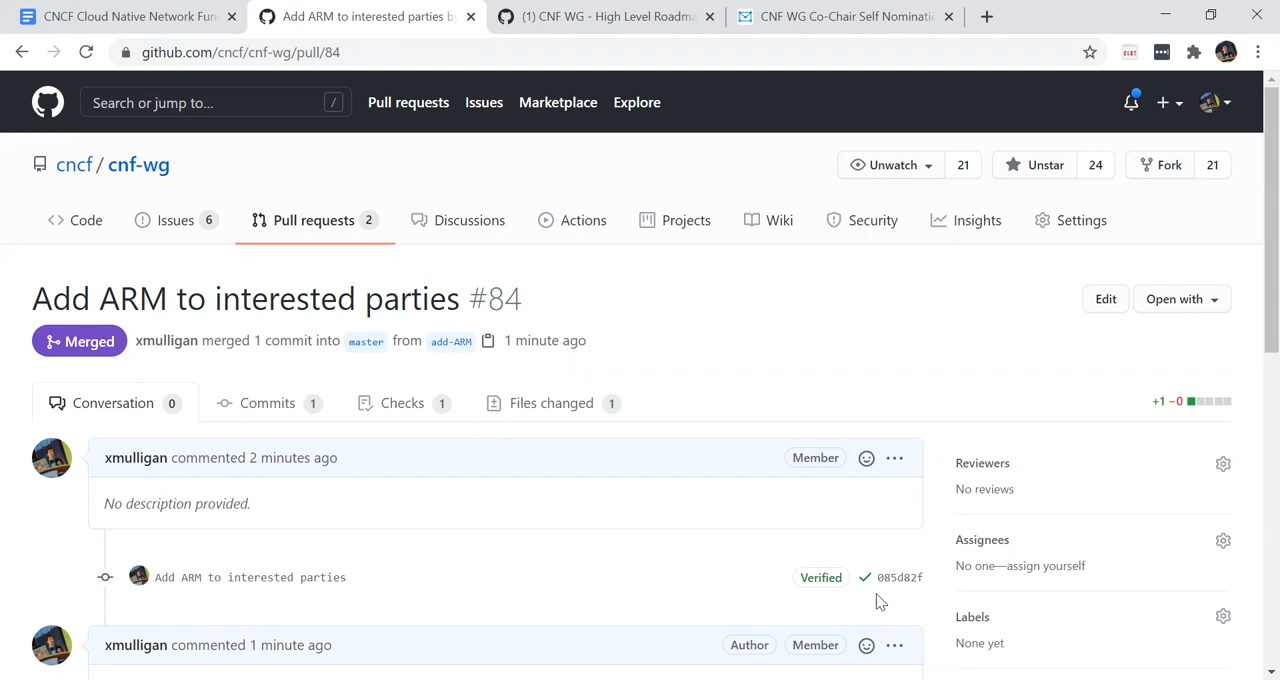 CNCF Cloud Native Network Fun
Add ARM to interested parties by
(1) CNF WG - High Level Roadma
CNF WG Co-Chair Self Nominati
github.com/cncf/cnf-wg/pull/84
Search or jump to...
/
Pull requests
Issues
Marketplace
Explore
cncf / cnf-wg
Unwatch 21
Unstar 24
Fork 21
Code
Issues 6
Pull requests 2
Discussions
Actions
Projects
Wiki
Security
Insights
Settings
Add ARM to interested parties #84
Edit
Open with
Merged
xmulligan merged 1 commit into master from add-ARM 1 minute ago
Conversation 0
Commits 1
Checks 1
Files changed 1
+1 −0
xmulligan commented 2 minutes ago
Member
No description provided.
Add ARM to interested parties
Verified
085d82f
xmulligan commented 1 minute ago
Author
Member
Reviewers
No reviews
Assignees
No one—assign yourself
Labels
None yet